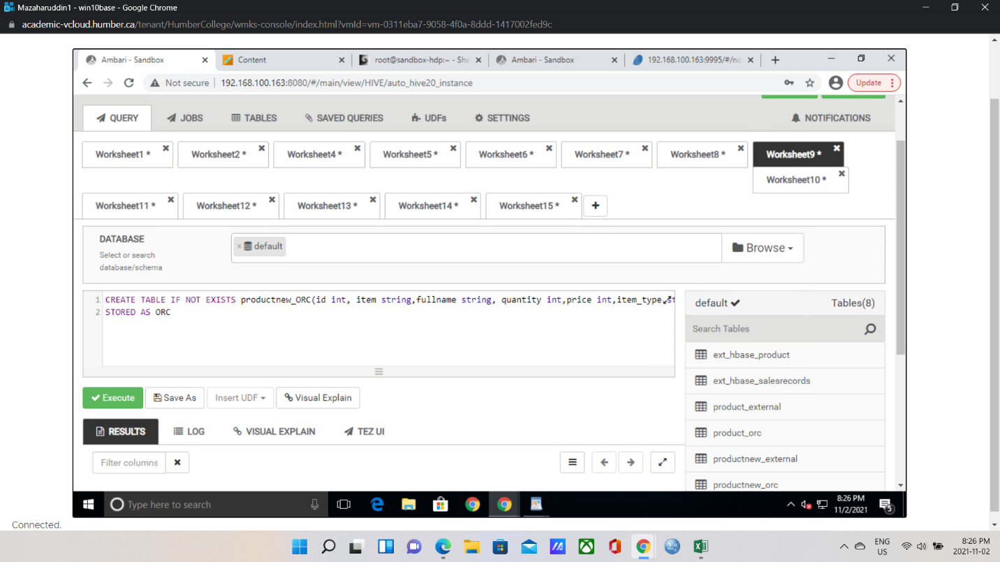 Mazaharuddin1 - win10base - Google Chrome
academic-vcloud.humber.ca/tenant/HumberCollege/wmks-console/index.html?vmId=vm-0311eba7-9058-4f0a-8ddd-1417002fed9c
Ambari - Sandbox
Content
root@sandbox-hdp:~ - She
Ambari - Sandbox
192.168.100.163:9995/#/no
Not secure
192.168.100.163:8080/#/main/view/HIVE/auto_hive20_instance
Update
QUERY
JOBS
TABLES
SAVED QUERIES
UDFs
SETTINGS
NOTIFICATIONS
Worksheet1 *
Worksheet2 *
Worksheet4 *
Worksheet5 *
Worksheet6 *
Worksheet7 *
Worksheet8 *
Worksheet9 *
Worksheet10 *
Worksheet11 *
Worksheet12 *
Worksheet13 *
Worksheet14 *
Worksheet15 *
DATABASE
Select or search
database/schema
× default
Browse
1 CREATE TABLE IF NOT EXISTS productnew_ORC(id int, item string,fullname string, quantity int,price int,item_type
2 STORED AS ORC
default
Tables(8)
Search Tables
ext_hbase_product
ext_hbase_salesrecords
product_external
product_orc
productnew_external
productnew_orc
Execute
Save As
Insert UDF
Visual Explain
RESULTS
LOG
VISUAL EXPLAIN
TEZ UI
Filter columns
Type here to search
8:26 PM
11/2/2021
5
Connected.
ENG
US
8:26 PM
2021-11-02